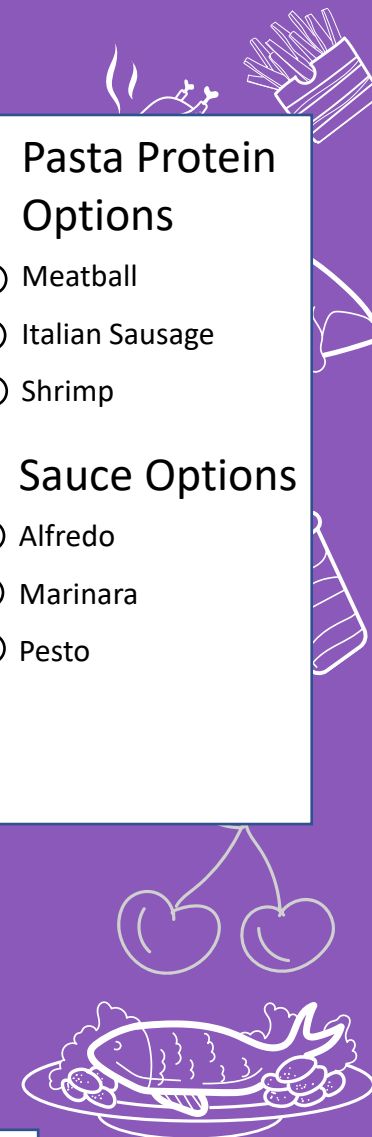 Pasta Protein
Options
Meatball
Italian Sausage
Shrimp
Sauce Options
Alfredo
Marinara
Pesto